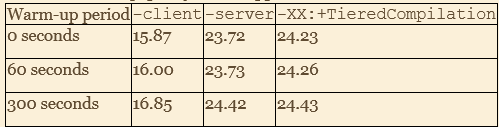 Warm-up period -client -server -XX:+TieredCompilation
0 seconds 15.87 23.72 24.23
60 seconds 16.00 23.73 24.26
300 seconds 16.85 24.42 24.43